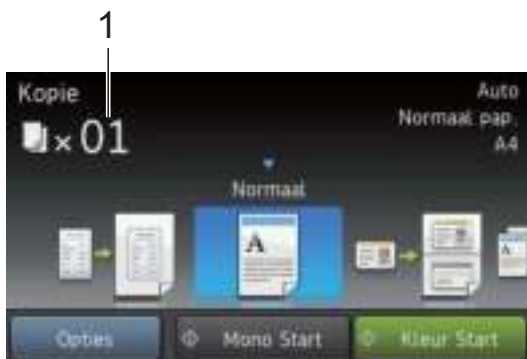 1
Kopie
× 01
Auto
Normaal pap.
A4
Normaal
A
Opties
Mono Start
Kleur Start